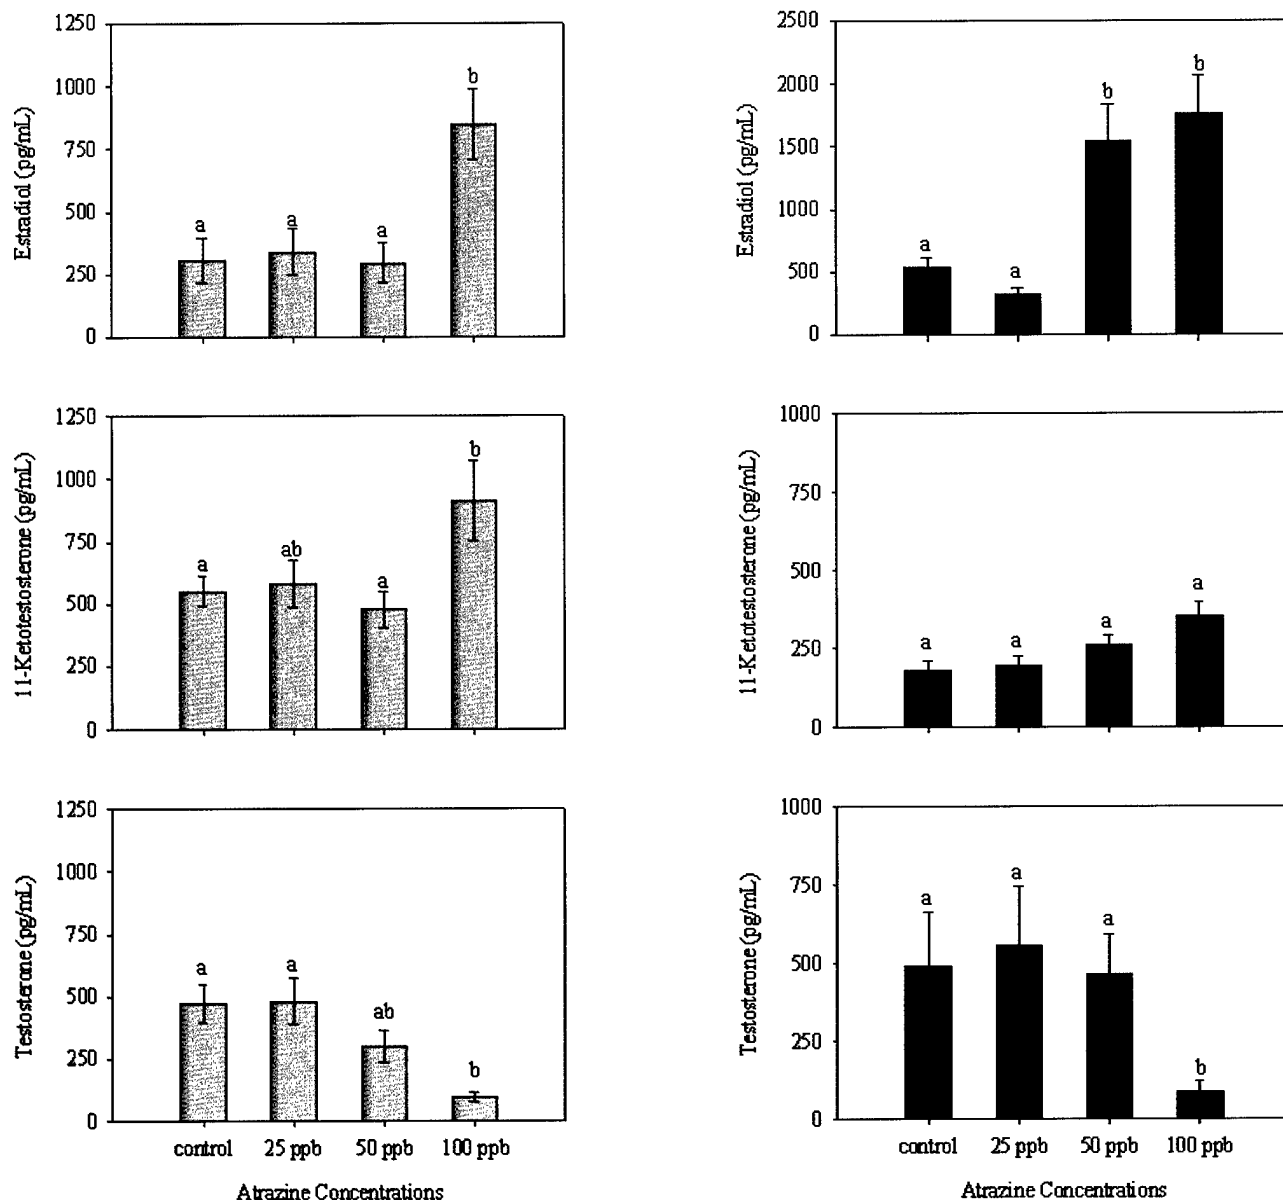 Estradiol (pg/mL)
1250
1000
750
500
250
0
a
a
a
b
Estradiol (pg/mL)
2500
2000
1500
1000
500
0
a
a
b
b
11-Ketotestosterone (pg/mL)
1250
1000
750
500
250
0
a
ab
a
b
11-Ketotestosterone (pg/mL)
1000
750
500
250
0
a
a
a
a
Testosterone (pg/mL)
1250
1000
750
500
250
0
a
a
ab
b
control 25 ppb 50 ppb 100 ppb
Atrazine Concentrations
Testosterone (pg/mL)
1000
750
500
250
0
a
a
a
b
control 25 ppb 50 ppb 100 ppb
Atrazine Concentrations